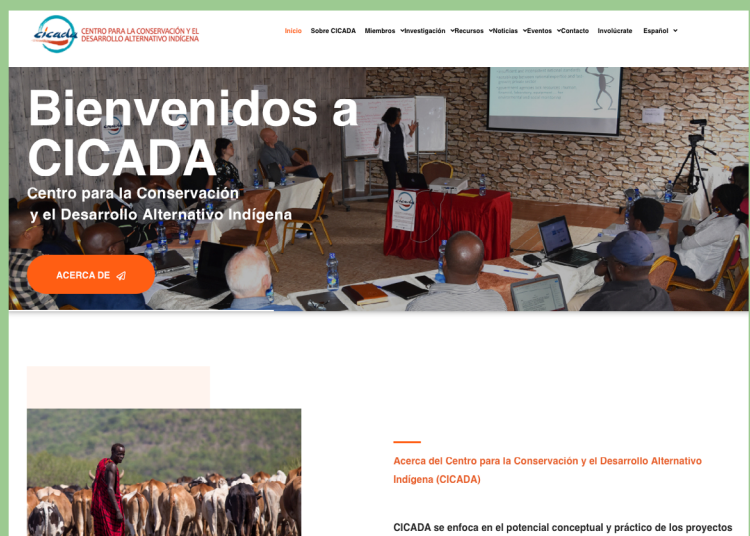 cicada
CENTRO PARA LA CONSERVACIÓN Y EL
DESARROLLO ALTERNATIVO INDÍGENA
Inicio Sobre CICADA Miembros Investigación Recursos Noticias Eventos Contacto Involúcrate Español
Bienvenidos a
CICADA
Centro para la Conservación
y el Desarrollo Alternativo Indígena
ACERCA DE
Acerca del Centro para la Conservación y el Desarrollo Alternativo
Indígena (CICADA)
CICADA se enfoca en el potencial conceptual y práctico de los proyectos